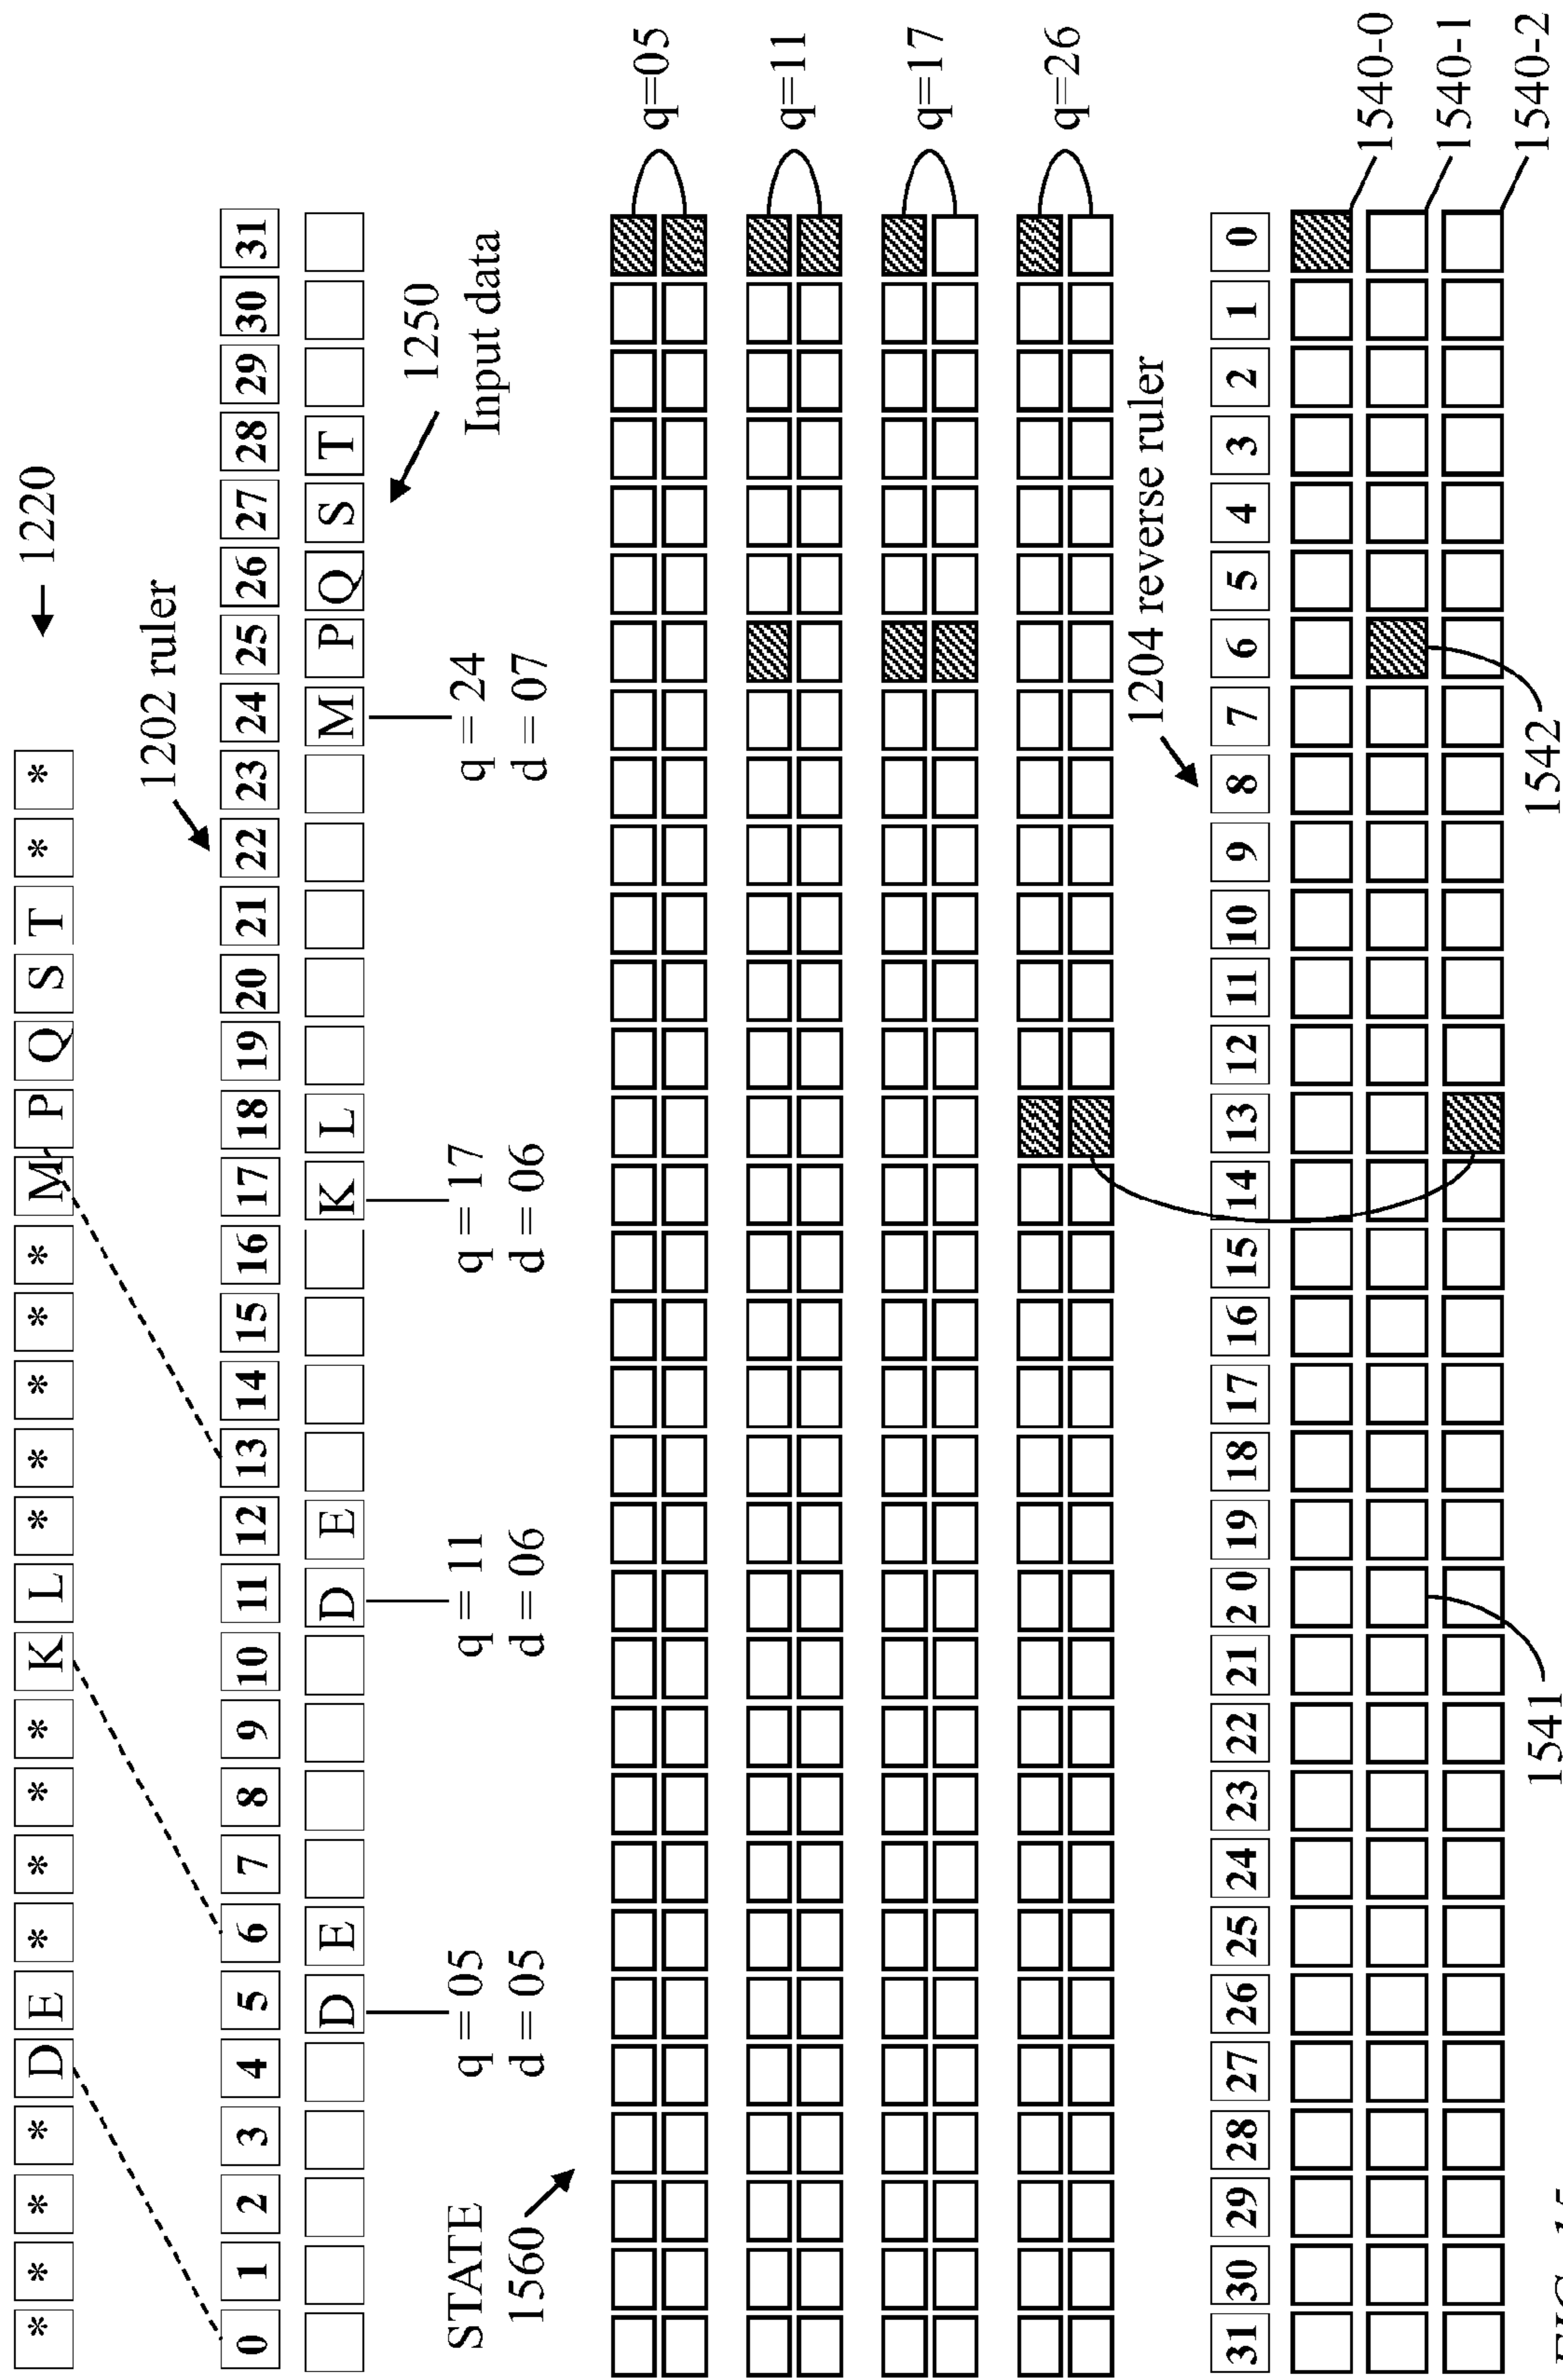 * * * * D E * * * * K L * * * * * M P Q S T * *
← 1220
1202 ruler
0 1 2 3 4 5 6 7 8 9 10 11 12 13 14 15 16 17 18 19 20 21 22 23 24 25 26 27 28 29 30 31
D E D E K L M P Q S T
1250
Input data
q = 05
d = 05
q = 11
d = 06
q = 17
d = 06
q = 24
d = 07
STATE
1560
q=05
q=11
q=17
q=26
1204 reverse ruler
31 30 29 28 27 26 25 24 23 22 21 2 0 19 18 17 16 15 14 13 12 11 10 9 8 7 6 5 4 3 2 1 0
1540-0
1540-1
1540-2
1541
1542
FIG. 15